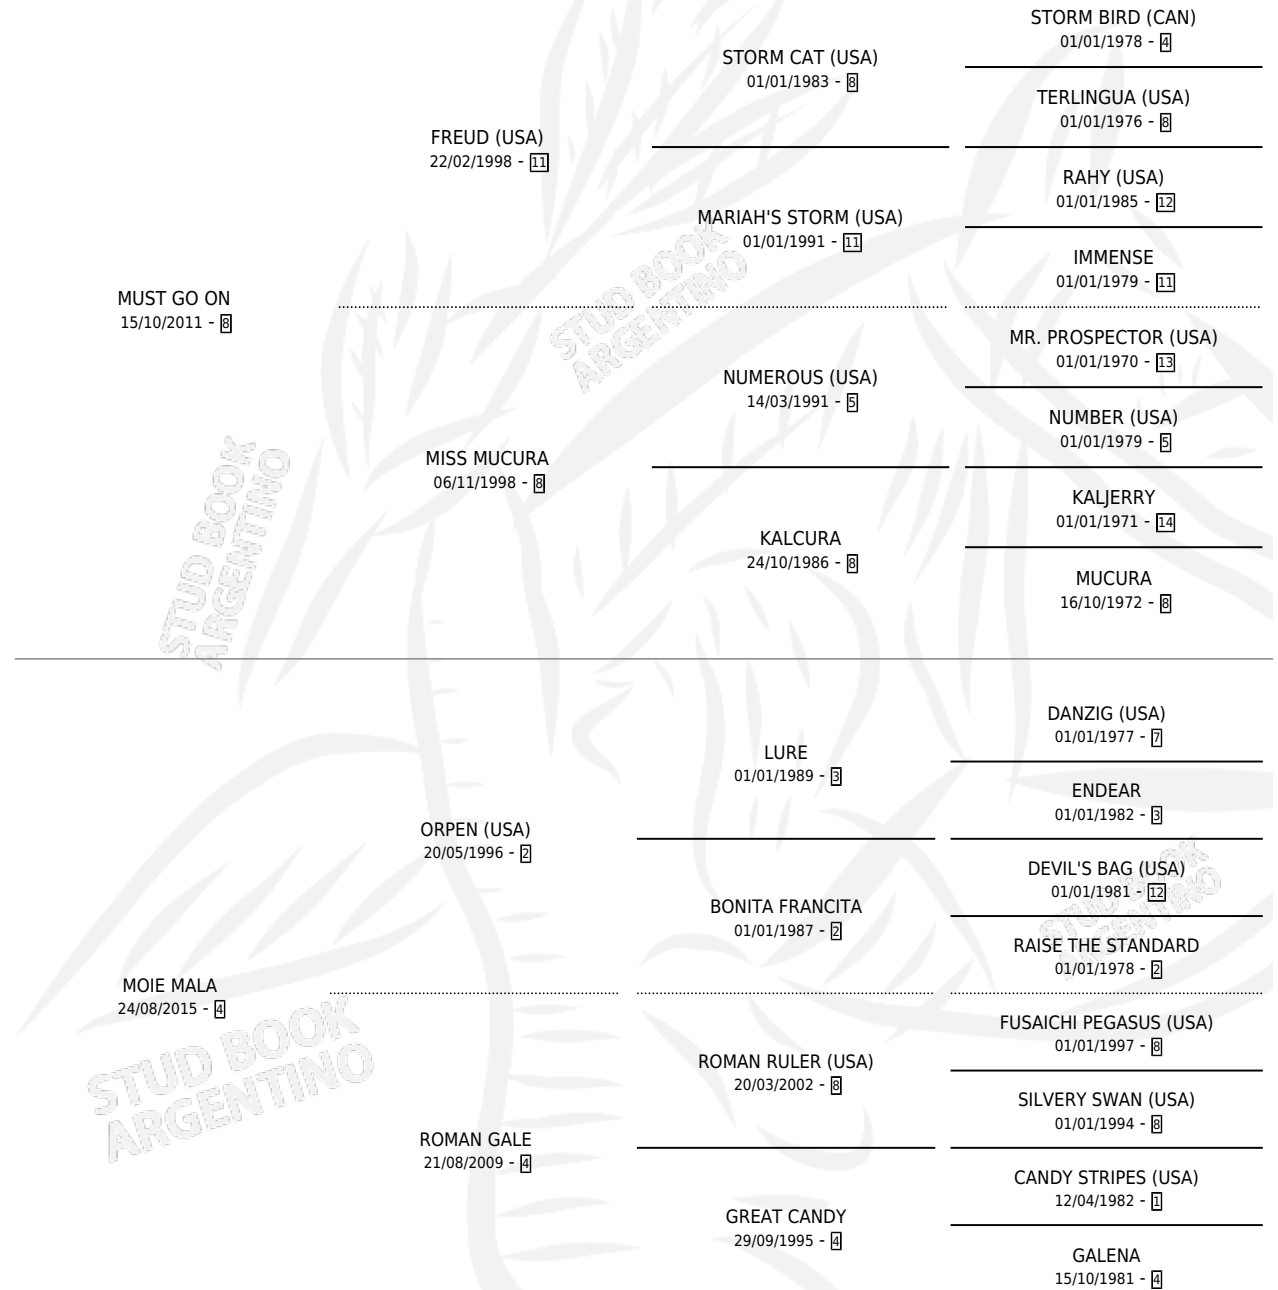 STORM BIRD (CAN)
01/01/1978 - 4
STORM CAT (USA)
01/01/1983 - 8
TERLINGUA (USA)
01/01/1976 - 8
FREUD (USA)
22/02/1998 - 11
RAHY (USA)
01/01/1985 - 12
MARIAH'S STORM (USA)
01/01/1991 - 11
IMMENSE
01/01/1979 - 11
MUST GO ON
15/10/2011 - 8
MR. PROSPECTOR (USA)
01/01/1970 - 13
NUMEROUS (USA)
14/03/1991 - 5
NUMBER (USA)
01/01/1979 - 5
MISS MUCURA
06/11/1998 - 8
KALJERRY
01/01/1971 - 14
KALCURA
24/10/1986 - 8
MUCURA
16/10/1972 - 8
DANZIG (USA)
01/01/1977 - 7
LURE
01/01/1989 - 3
ENDEAR
01/01/1982 - 3
ORPEN (USA)
20/05/1996 - 2
DEVIL'S BAG (USA)
01/01/1981 - 12
BONITA FRANCITA
01/01/1987 - 2
RAISE THE STANDARD
01/01/1978 - 2
MOIE MALA
24/08/2015 - 4
FUSAICHI PEGASUS (USA)
01/01/1997 - 8
ROMAN RULER (USA)
20/03/2002 - 8
SILVERY SWAN (USA)
01/01/1994 - 8
ROMAN GALE
21/08/2009 - 4
CANDY STRIPES (USA)
12/04/1982 - 1
GREAT CANDY
29/09/1995 - 4
GALENA
15/10/1981 - 4
STUD BOOK
ARGENTINO
STUD BOOK
ARGENTINO
STUD BOOK
ARGENTINO
STUD BOOK
ARGENTINO